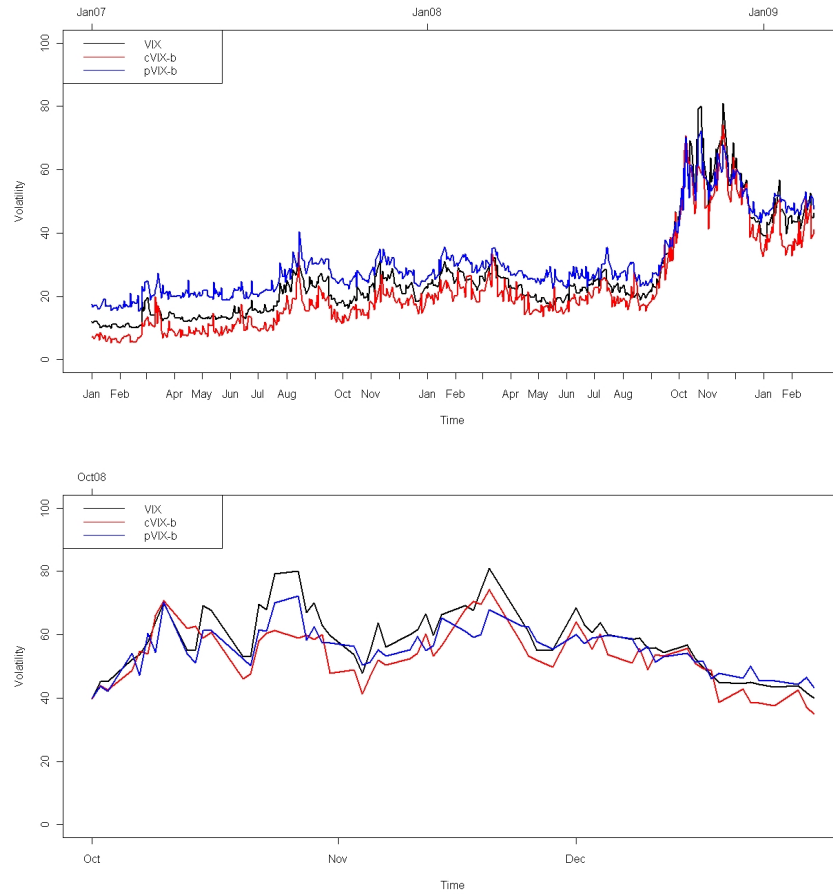 Jan07 Jan08 Jan09
VIX
cVIX-b
pVIX-b
Volatility
0 20 40 60 80 100
Jan Feb Apr May Jun Jul Aug Oct Nov Jan Feb Apr May Jun Jul Aug Oct Nov Jan Feb
Time
Oct08
VIX
cVIX-b
pVIX-b
Volatility
0 20 40 60 80 100
Oct Nov Dec
Time